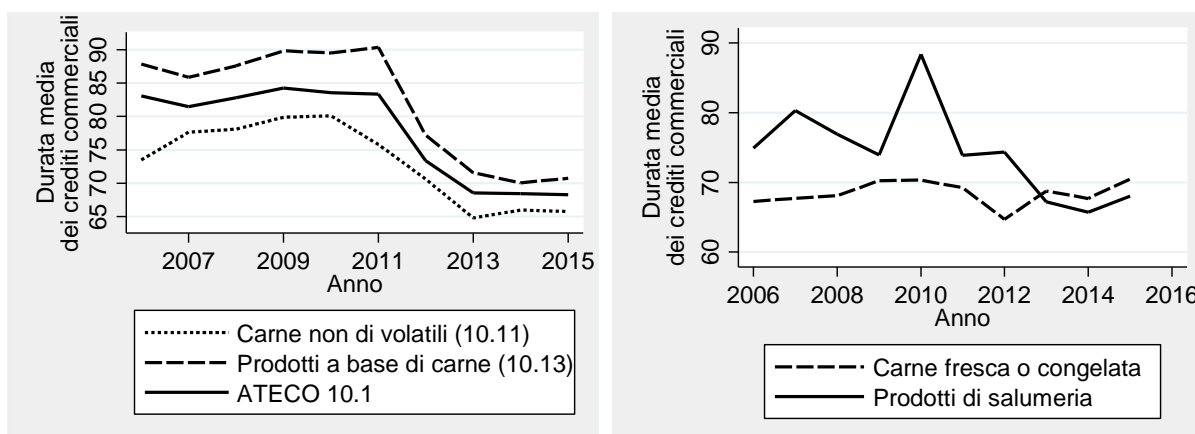 Durata media
dei crediti commerciali
90
85
80
75
70
65
2007 2009 2011 2013 2015
Anno
Carne non di volatili (10.11)
Prodotti a base di carne (10.13)
ATECO 10.1
Durata media
dei crediti commerciali
90
80
70
60
2006 2008 2010 2012 2014 2016
Anno
Carne fresca o congelata
Prodotti di salumeria